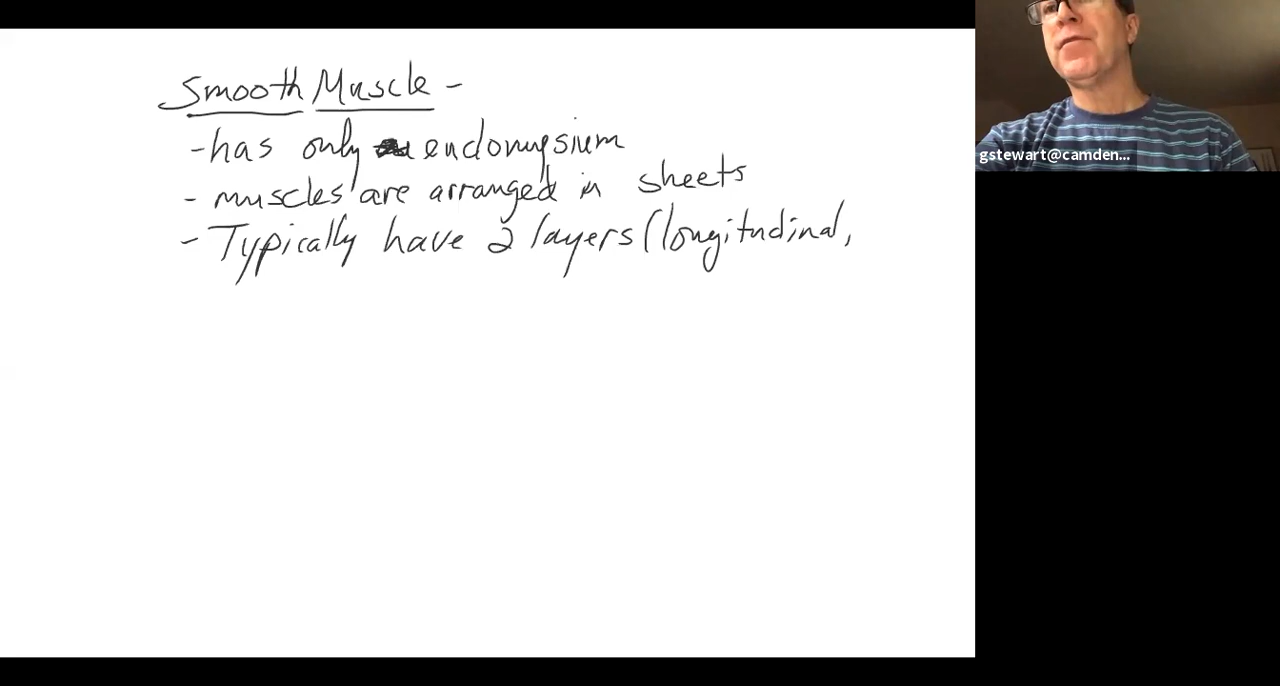 Smooth Muscle -
- has only endomysium
- muscles are arranged in sheets
- Typically have 2 layers (longitudinal,
gstewart@camden...